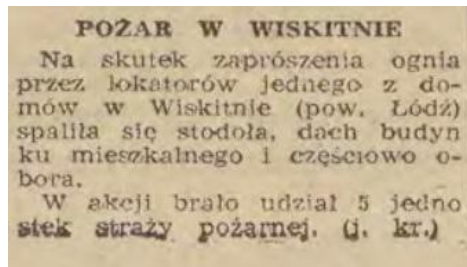 POŻAR W WISKITNIE
Na skutek zaprószenia ognia
przez lokatorów jednego z do-
mów w Wiskitnie (pow. Łódź)
spaliła się stodoła, dach budyn
ku mieszkalnego i częściowo o-
bora.
W akcji brało udział 5 jedno
stek straży pożarnej. (j. kr.)